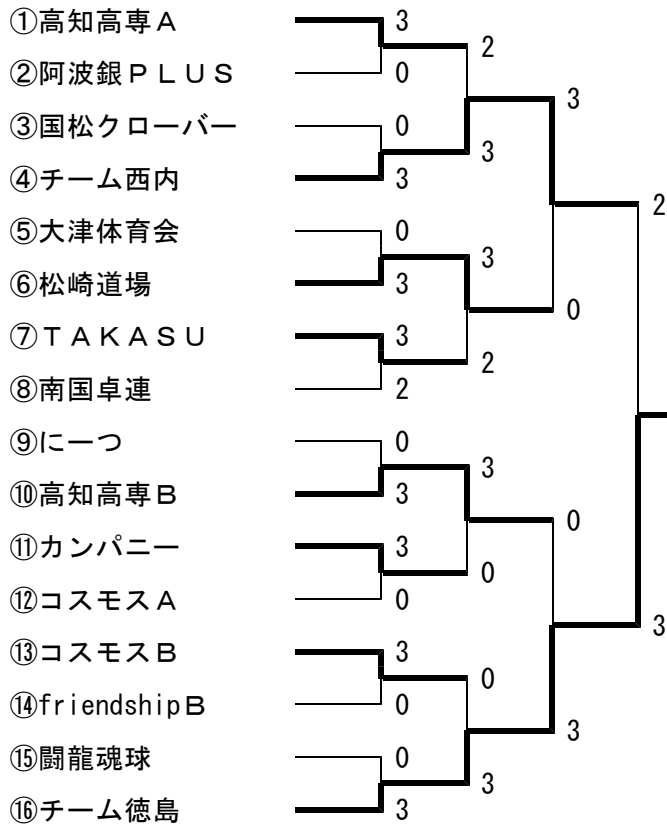 ①高知高専Ａ 3
2
②阿波銀ＰＬＵＳ 0
3
③国松クローバー 0
3
④チーム西内 3
2
⑤大津体育会 0
3
⑥松崎道場 3
0
⑦ＴＡＫＡＳＵ 3
2
⑧南国卓連 2
⑨にーつ 0
3
⑩高知高専Ｂ 3
0
⑪カンパニー 3
0
⑫コスモスＡ 0
3
⑬コスモスＢ 3
0
⑭friendshipＢ 0
3
⑮闘龍魂球 0
3
⑯チーム徳島 3